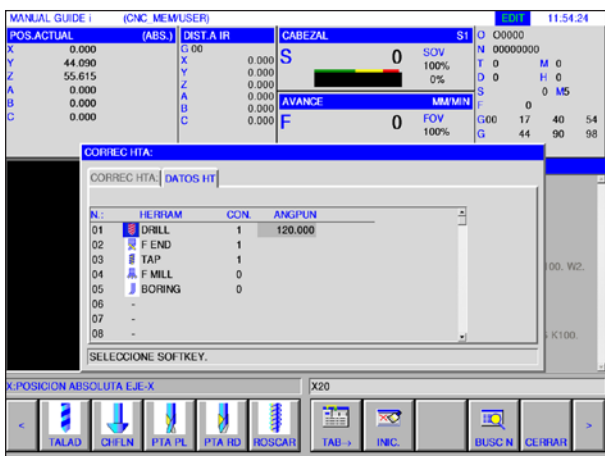 MANUAL GUIDE i (CNC_MEM/USER) EDIT 11:54:24
POS.ACTUAL (ABS.) DIST.A IR CABEZAL S1 O O0000
X 0.000 G 00 S 0 SOV N 00000000
Y 44.090 X 0.000 100% T 0 M 0
Z 55.615 Y 0.000 0% D 0 H 0
A 0.000 Z 0.000 S 0 M5
B 0.000 A 0.000 AVANCE MM/MIN F 0
C 0.000 B 0.000 F 0 FOV G00 17 40 54
C 0.000 100% G 44 90 98
CORREC HTA:
CORREC HTA: DATOS HT
N.: HERRAM CON. ANGPUN
01 DRILL 1 120.000
02 F END 1
03 TAP 1
04 F MILL 0
05 BORING 0
06 -
07 -
08 -
100. W2.
K100.
SELECCIONE SOFTKEY.
X:POSICION ABSOLUTA EJE-X X20
< TALAD CHFLN PTA PL PTA RD ROSCAR TAB→ INIC. BUSC N CERRAR >